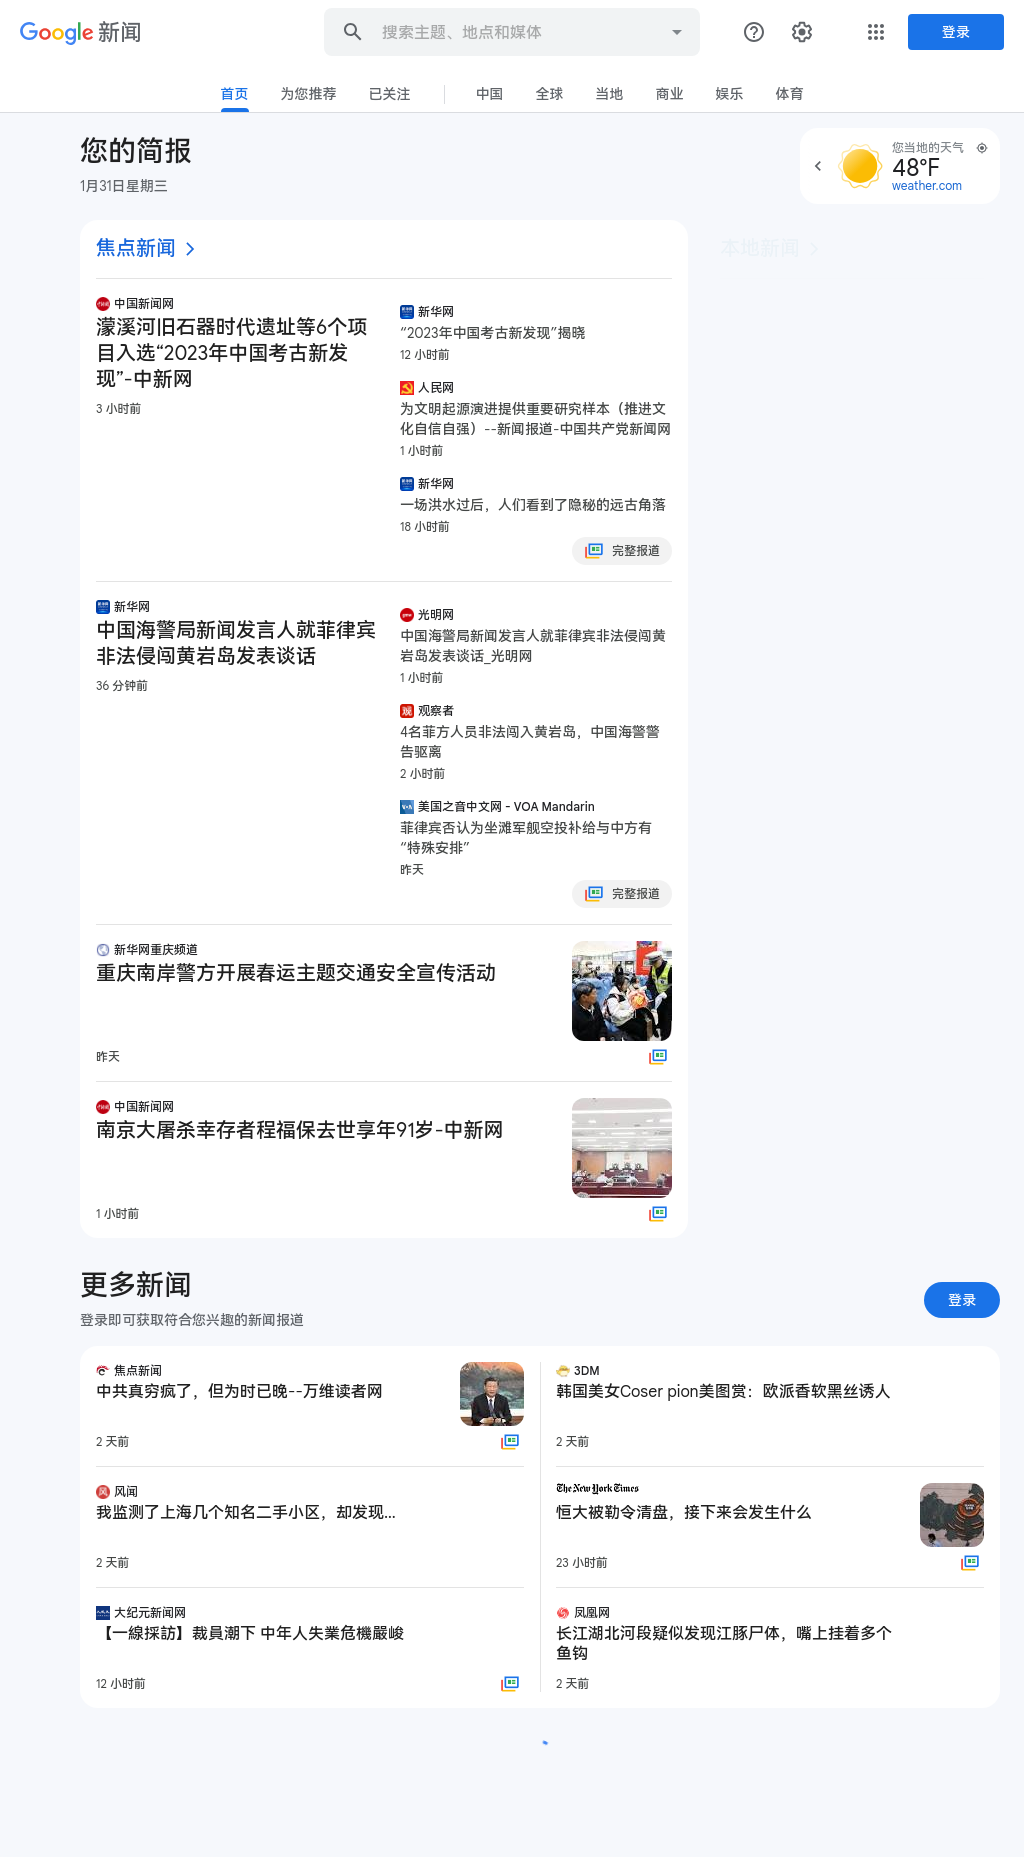 Google 新闻
搜索主题、地点和媒体
登录
首页
为您推荐
已关注
中国
全球
当地
商业
娱乐
体育
您的简报
1月31日星期三
您当地的天气
48°F
weather.com
焦点新闻
本地新闻
中国新闻网
濛溪河旧石器时代遗址等6个项
目入选“2023年中国考古新发
现”-中新网
3 小时前
新华网
“2023年中国考古新发现”揭晓
12 小时前
人民网
为文明起源演进提供重要研究样本（推进文
化自信自强）--新闻报道-中国共产党新闻网
1 小时前
新华网
一场洪水过后，人们看到了隐秘的远古角落
18 小时前
完整报道
新华网
中国海警局新闻发言人就菲律宾
非法侵闯黄岩岛发表谈话
36 分钟前
光明网
中国海警局新闻发言人就菲律宾非法侵闯黄
岩岛发表谈话_光明网
1 小时前
观察者
4名菲方人员非法闯入黄岩岛，中国海警警
告驱离
2 小时前
美国之音中文网 - VOA Mandarin
菲律宾否认为坐滩军舰空投补给与中方有
“特殊安排”
昨天
完整报道
新华网重庆频道
重庆南岸警方开展春运主题交通安全宣传活动
昨天
中国新闻网
南京大屠杀幸存者程福保去世享年91岁-中新网
1 小时前
更多新闻
登录即可获取符合您兴趣的新闻报道
登录
焦点新闻
中共真穷疯了，但为时已晚--万维读者网
2 天前
3DM
韩国美女Coser pion美图赏：欧派香软黑丝诱人
2 天前
风闻
我监测了上海几个知名二手小区，却发现...
2 天前
The New York Times
恒大被勒令清盘，接下来会发生什么
23 小时前
大纪元新闻网
【一線採訪】裁員潮下 中年人失業危機嚴峻
12 小时前
凤凰网
长江湖北河段疑似发现江豚尸体，嘴上挂着多个
鱼钩
2 天前